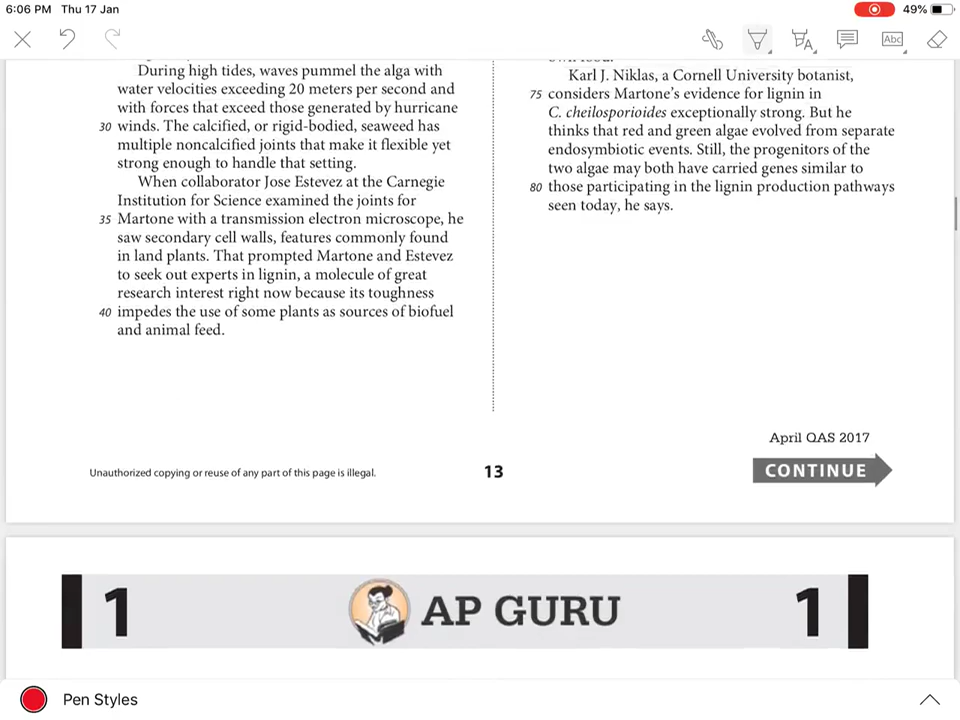 6:06 PM Thu 17 Jan
49%
Abc
During high tides, waves pummel the alga with
water velocities exceeding 20 meters per second and
with forces that exceed those generated by hurricane
30 winds. The calcified, or rigid-bodied, seaweed has
multiple noncalcified joints that make it flexible yet
strong enough to handle that setting.
When collaborator Jose Estevez at the Carnegie
Institution for Science examined the joints for
35 Martone with a transmission electron microscope, he
saw secondary cell walls, features commonly found
in land plants. That prompted Martone and Estevez
to seek out experts in lignin, a molecule of great
research interest right now because its toughness
40 impedes the use of some plants as sources of biofuel
and animal feed.
Karl J. Niklas, a Cornell University botanist,
75 considers Martone's evidence for lignin in
C. cheilosporioides exceptionally strong. But he
thinks that red and green algae evolved from separate
endosymbiotic events. Still, the progenitors of the
two algae may both have carried genes similar to
80 those participating in the lignin production pathways
seen today, he says.
April QAS 2017
Unauthorized copying or reuse of any part of this page is illegal.
13
CONTINUE
1
AP GURU
1
Pen Styles